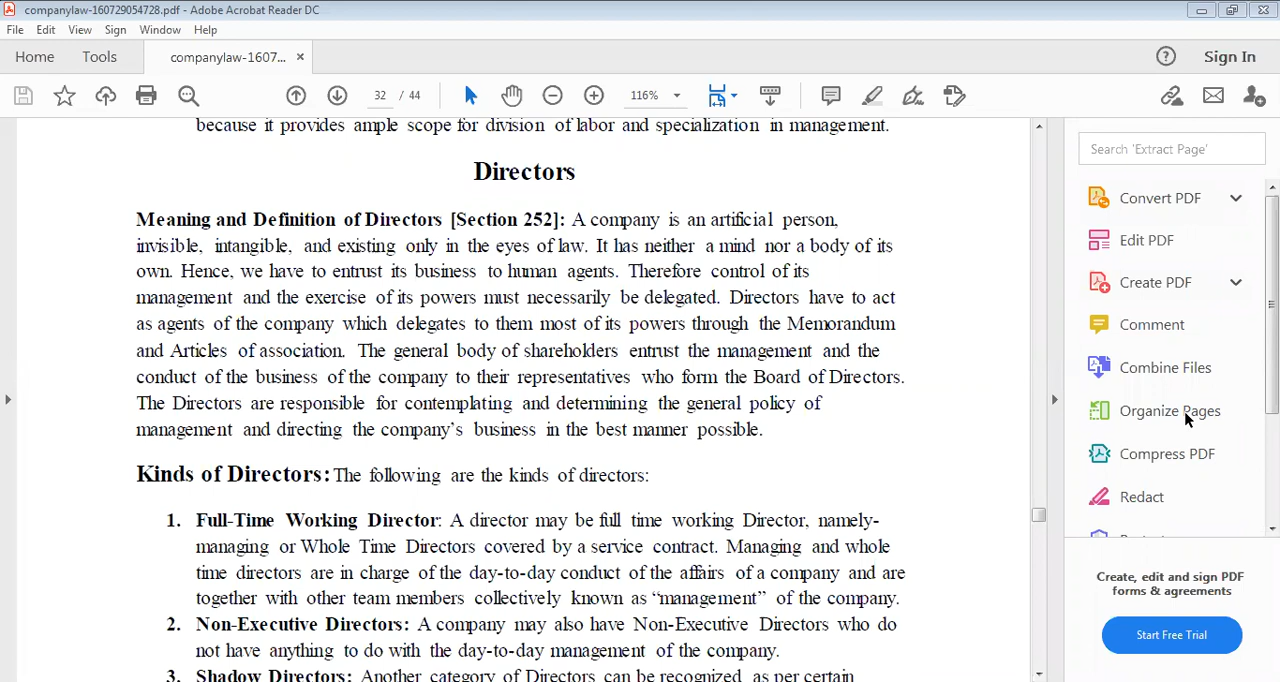 companylaw-160729054728.pdf - Adobe Acrobat Reader DC
File Edit View Sign Window Help
Home Tools companylaw-1607... × Sign In
32 / 44 116%
because it provides ample scope for division of labor and specialization in management.
Directors
Meaning and Definition of Directors [Section 252]: A company is an artificial person,
invisible, intangible, and existing only in the eyes of law. It has neither a mind nor a body of its
own. Hence, we have to entrust its business to human agents. Therefore control of its
management and the exercise of its powers must necessarily be delegated. Directors have to act
as agents of the company which delegates to them most of its powers through the Memorandum
and Articles of association. The general body of shareholders entrust the management and the
conduct of the business of the company to their representatives who form the Board of Directors.
The Directors are responsible for contemplating and determining the general policy of
management and directing the company's business in the best manner possible.
Kinds of Directors: The following are the kinds of directors:
1. Full-Time Working Director: A director may be full time working Director, namely-
managing or Whole Time Directors covered by a service contract. Managing and whole
time directors are in charge of the day-to-day conduct of the affairs of a company and are
together with other team members collectively known as “management” of the company.
2. Non-Executive Directors: A company may also have Non-Executive Directors who do
not have anything to do with the day-to-day management of the company.
3. Shadow Directors: Another category of Directors can be recognized as per certain
Search 'Extract Page'
Convert PDF
Edit PDF
Create PDF
Comment
Combine Files
Organize Pages
Compress PDF
Redact
Create, edit and sign PDF
forms & agreements
Start Free Trial